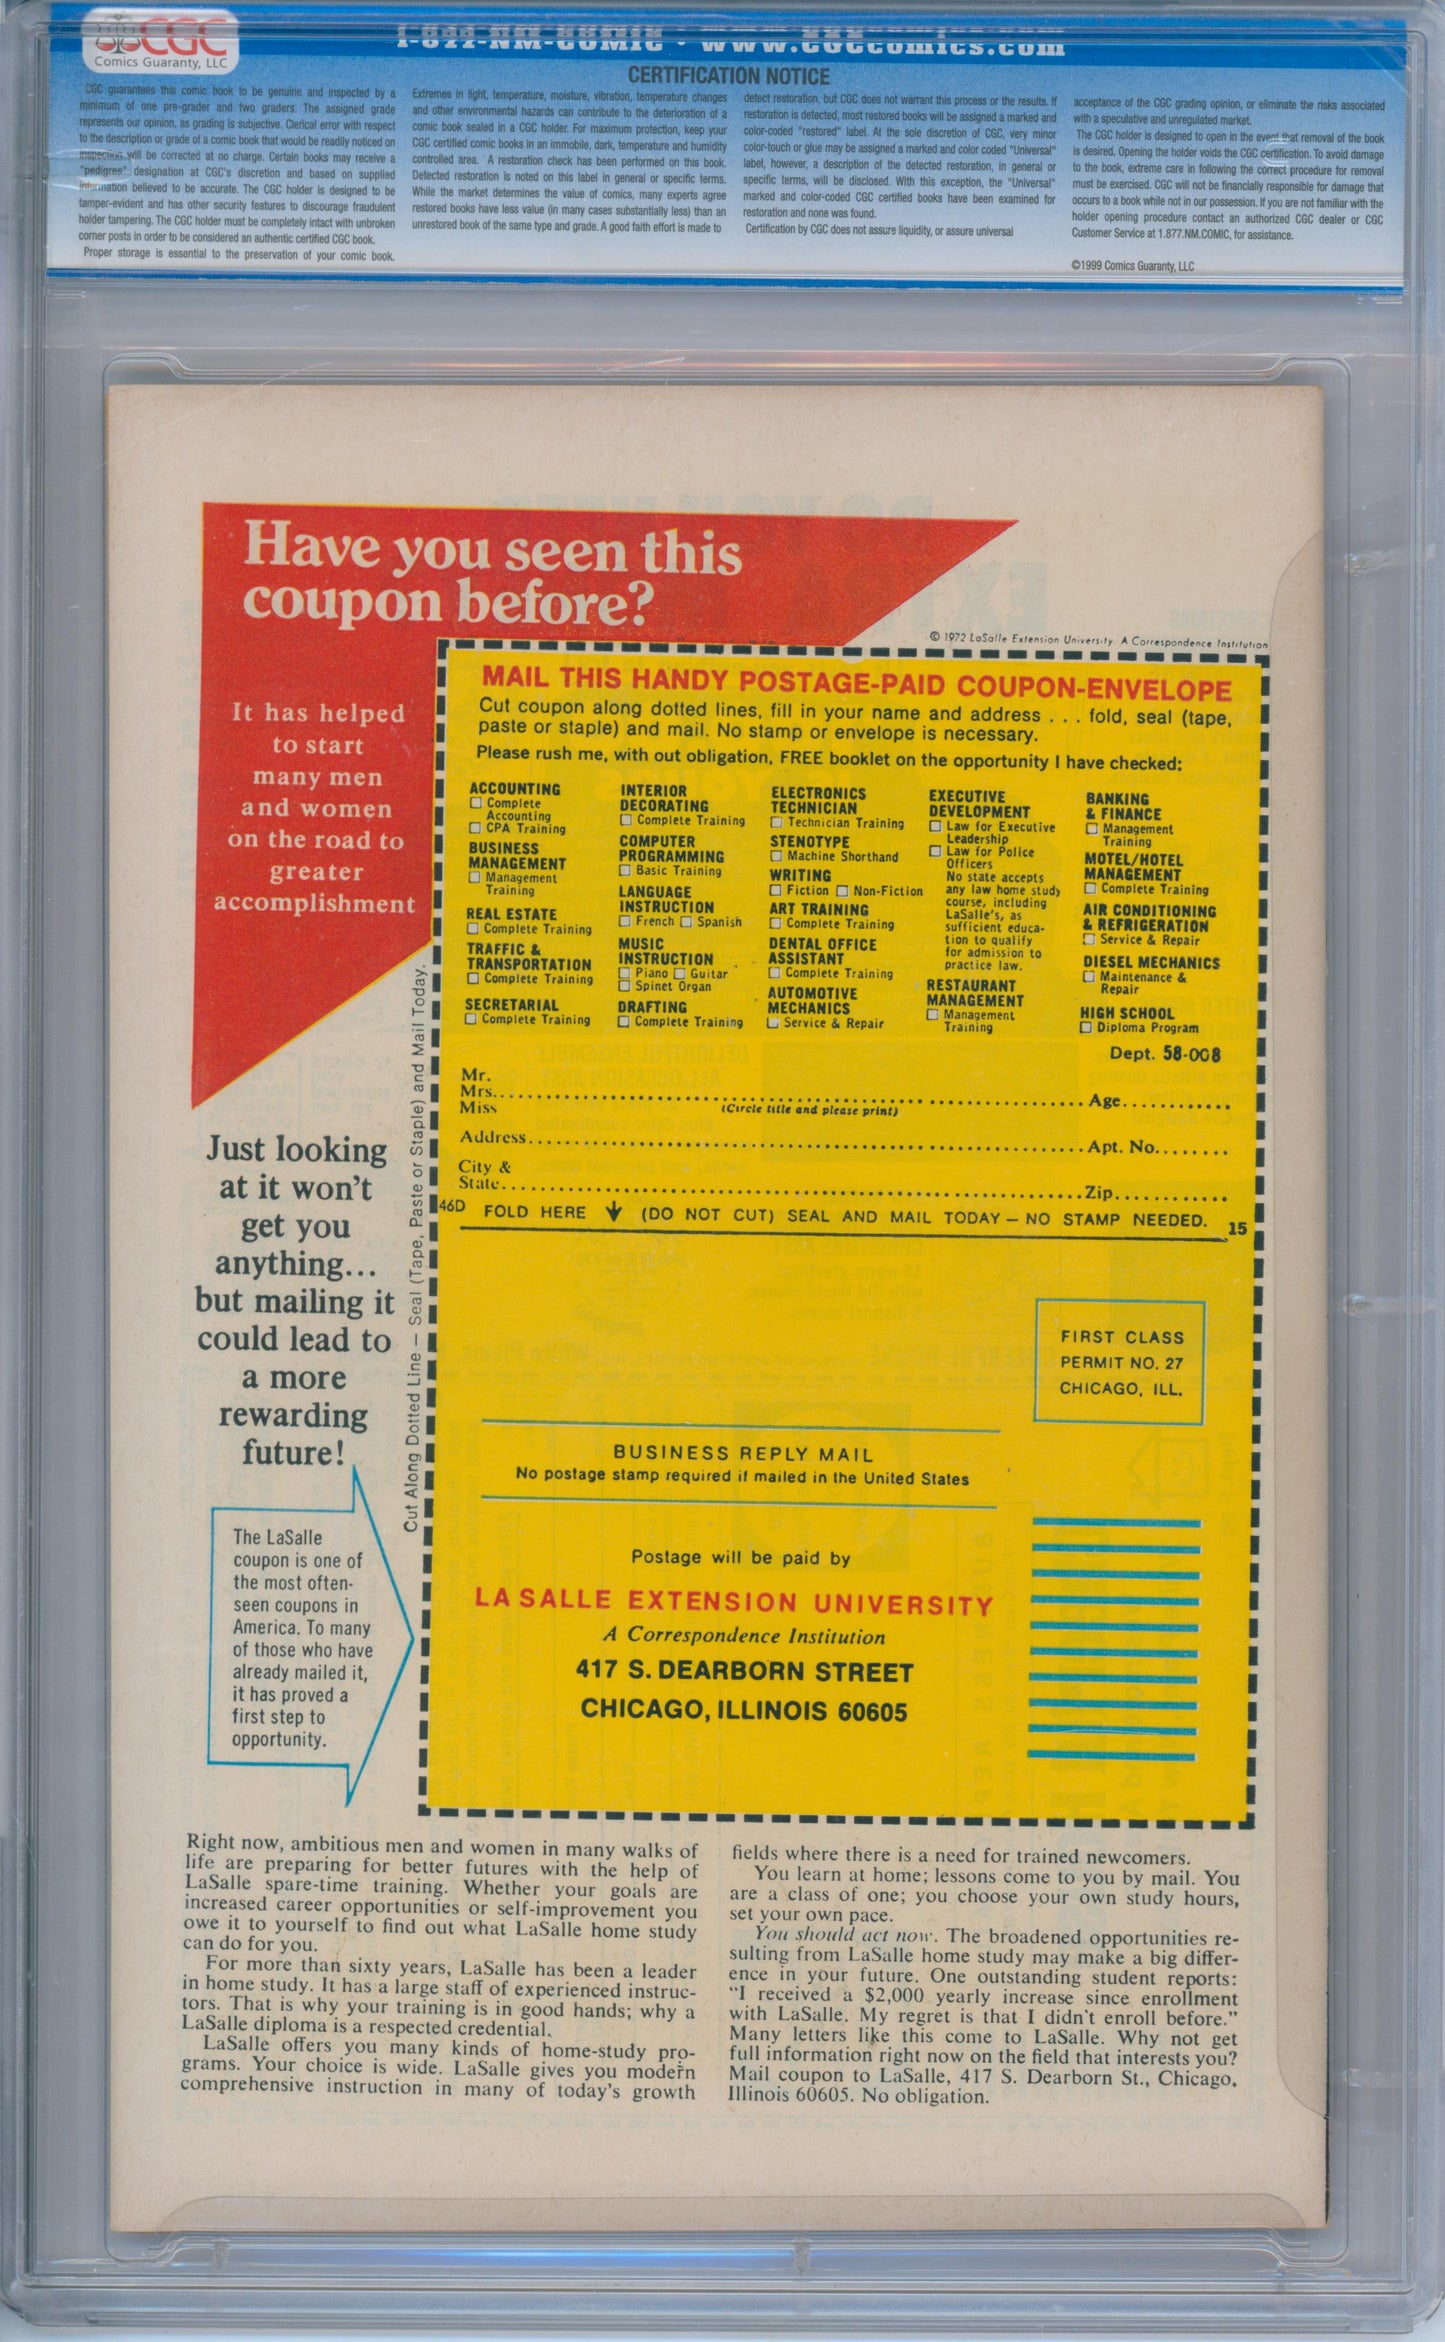 CGC
Comics Guaranty, LLC
1-877-NM-COMIC • www.CGCcomics.com
CERTIFICATION NOTICE
CGC guarantees this comic book to be genuine and inspected by a
minimum of one pre-grader and two graders. The assigned grade
represents our opinion, as grading is subjective. Clerical error with respect
to the description or grade of a comic book that would be readily noticed on
inspection will be corrected at no charge. Certain books may receive a
"pedigree" designation at CGC's discretion and based on supplied
information believed to be accurate. The CGC holder is designed to be
tamper-evident and has other security features to discourage fraudulent
holder tampering. The CGC holder must be completely intact with unbroken
corner posts in order to be considered an authentic certified CGC book.
Proper storage is essential to the preservation of your comic book.
Extremes in light, temperature, moisture, vibration, temperature changes
and other environmental hazards can contribute to the deterioration of a
comic book sealed in a CGC holder. For maximum protection, keep your
CGC certified comic books in an immobile, dark, temperature and humidity
controlled area. A restoration check has been performed on this book.
Detected restoration is noted on this label in general or specific terms.
While the market determines the value of comics, many experts agree
restored books have less value (in many cases substantially less) than an
unrestored book of the same type and grade. A good faith effort is made to
detect restoration, but CGC does not warrant this process or the results. If
restoration is detected, most restored books will be assigned a marked and
color-coded "restored" label. At the sole discretion of CGC, very minor
color-touch or glue may be assigned a marked and color coded "Universal"
label, however, a description of the detected restoration, in general or
specific terms, will be disclosed. With this exception, the "Universal"
marked and color-coded CGC certified books have been examined for
restoration and none was found.
Certification by CGC does not assure liquidity, or assure universal
acceptance of the CGC grading opinion, or eliminate the risks associated
with a speculative and unregulated market.
The CGC holder is designed to open in the event that removal of the book
is desired. Opening the holder voids the CGC certification. To avoid damage
to the book, extreme care in following the correct procedure for removal
must be exercised. CGC will not be financially responsible for damage that
occurs to a book while not in our possession. If you are not familiar with the
holder opening procedure contact an authorized CGC dealer or CGC
Customer Service at 1.877.NM.COMIC, for assistance.
©1999 Comics Guaranty, LLC
Have you seen this
coupon before?
© 1972 LaSalle Extension University. A Correspondence Institution
It has helped
to start
many men
and women
on the road to
greater
accomplishment
MAIL THIS HANDY POSTAGE-PAID COUPON-ENVELOPE
Cut coupon along dotted lines, fill in your name and address . . . fold, seal (tape,
paste or staple) and mail. No stamp or envelope is necessary.
Please rush me, with out obligation, FREE booklet on the opportunity I have checked:
ACCOUNTING
☐ Complete
Accounting
☐ CPA Training
BUSINESS
MANAGEMENT
☐ Management
Training
REAL ESTATE
☐ Complete Training
TRAFFIC &
TRANSPORTATION
☐ Complete Training
SECRETARIAL
☐ Complete Training
INTERIOR
DECORATING
☐ Complete Training
COMPUTER
PROGRAMMING
☐ Basic Training
LANGUAGE
INSTRUCTION
☐ French ☐ Spanish
MUSIC
INSTRUCTION
☐ Piano ☐ Guitar
☐ Spinet Organ
DRAFTING
☐ Complete Training
ELECTRONICS
TECHNICIAN
☐ Technician Training
STENOTYPE
☐ Machine Shorthand
WRITING
☐ Fiction ☐ Non-Fiction
ART TRAINING
☐ Complete Training
DENTAL OFFICE
ASSISTANT
☐ Complete Training
AUTOMOTIVE
MECHANICS
☐ Service & Repair
EXECUTIVE
DEVELOPMENT
☐ Law for Executive
Leadership
☐ Law for Police
Officers
No state accepts
any law home study
course, including
LaSalle's, as
sufficient educa-
tion to qualify
for admission to
practice law.
RESTAURANT
MANAGEMENT
☐ Management
Training
BANKING
& FINANCE
☐ Management
Training
MOTEL/HOTEL
MANAGEMENT
☐ Complete Training
AIR CONDITIONING
& REFRIGERATION
☐ Service & Repair
DIESEL MECHANICS
☐ Maintenance &
Repair
HIGH SCHOOL
☐ Diploma Program
Dept. 58-008
Mr.
Mrs. Age
Miss (Circle title and please print)
Address Apt. No.
City &
State Zip
46D FOLD HERE ↓ (DO NOT CUT) SEAL AND MAIL TODAY — NO STAMP NEEDED. 15
Cut Along Dotted Line — Seal (Tape, Paste or Staple) and Mail Today.
Just looking
at it won't
get you
anything...
but mailing it
could lead to
a more
rewarding
future!
FIRST CLASS
PERMIT NO. 27
CHICAGO, ILL.
BUSINESS REPLY MAIL
No postage stamp required if mailed in the United States
Postage will be paid by
LA SALLE EXTENSION UNIVERSITY
A Correspondence Institution
417 S. DEARBORN STREET
CHICAGO, ILLINOIS 60605
The LaSalle
coupon is one of
the most often-
seen coupons in
America. To many
of those who have
already mailed it,
it has proved a
first step to
opportunity.
Right now, ambitious men and women in many walks of
life are preparing for better futures with the help of
LaSalle spare-time training. Whether your goals are
increased career opportunities or self-improvement you
owe it to yourself to find out what LaSalle home study
can do for you.
For more than sixty years, LaSalle has been a leader
in home study. It has a large staff of experienced instruc-
tors. That is why your training is in good hands; why a
LaSalle diploma is a respected credential.
LaSalle offers you many kinds of home-study pro-
grams. Your choice is wide. LaSalle gives you modern
comprehensive instruction in many of today's growth
fields where there is a need for trained newcomers.
You learn at home; lessons come to you by mail. You
are a class of one; you choose your own study hours,
set your own pace.
You should act now. The broadened opportunities re-
sulting from LaSalle home study may make a big differ-
ence in your future. One outstanding student reports:
"I received a $2,000 yearly increase since enrollment
with LaSalle. My regret is that I didn't enroll before."
Many letters like this come to LaSalle. Why not get
full information right now on the field that interests you?
Mail coupon to LaSalle, 417 S. Dearborn St., Chicago,
Illinois 60605. No obligation.